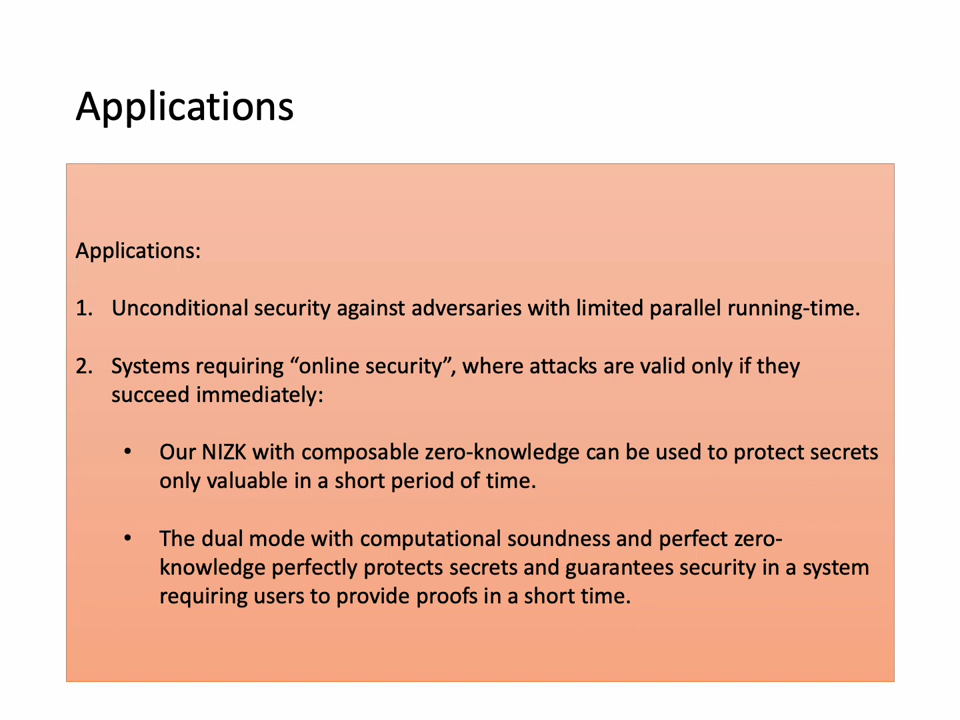 Applications
Applications:
1. Unconditional security against adversaries with limited parallel running-time.
2. Systems requiring “online security”, where attacks are valid only if they
succeed immediately:
• Our NIZK with composable zero-knowledge can be used to protect secrets
only valuable in a short period of time.
• The dual mode with computational soundness and perfect zero-
knowledge perfectly protects secrets and guarantees security in a system
requiring users to provide proofs in a short time.